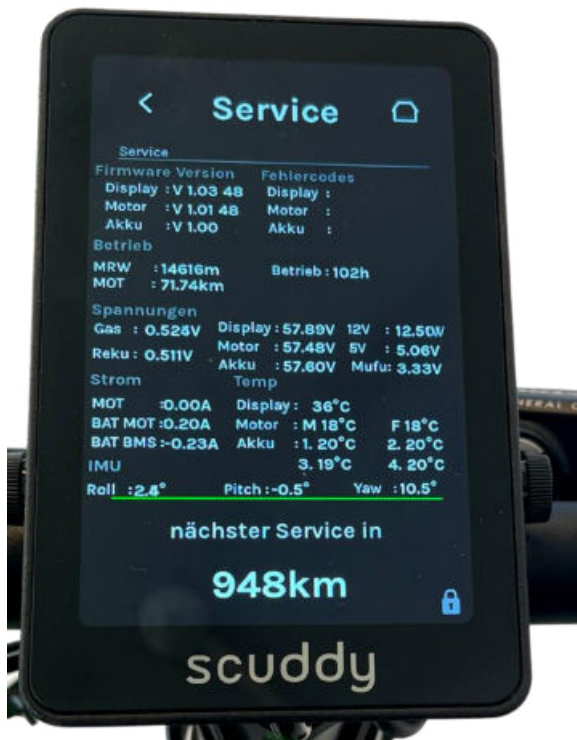 Service
Service
Firmware Version Fehlercodes
Display : V 1.03 48 Display :
Motor : V 1.01 48 Motor :
Akku : V 1.00 Akku :
Betrieb
MRW : 14616m Betrieb : 102h
MOT : 71.74km
Spannungen
Gas : 0.524V Display : 57.89V 12V : 12.50V
Reku : 0.511V Motor : 57.48V 5V : 5.06V
Akku : 57.60V Mufu: 3.33V
Strom Temp
MOT :0.00A Display : 36°C
BAT MOT :0.20A Motor : M 18°C F 18°C
BAT BMS :-0.23A Akku : 1. 20°C 2. 20°C
IMU 3. 19°C 4. 20°C
Roll :2.4° Pitch :-0.5° Yaw :10.5°
nächster Service in
948km
scuddy